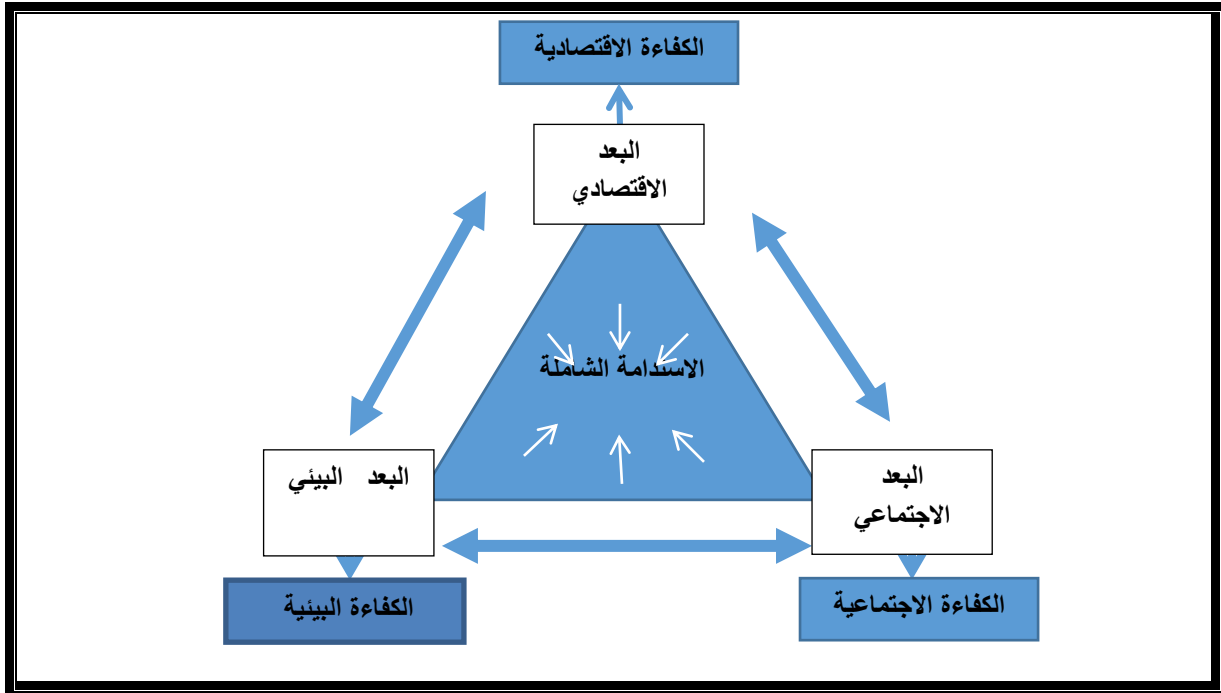 الكفاءة الاقتصادية
البعد
الاقتصادي
الاستدامة الشاملة
البعد
الاجتماعي
البعد البيئي
الكفاءة الاجتماعية
الكفاءة البيئية